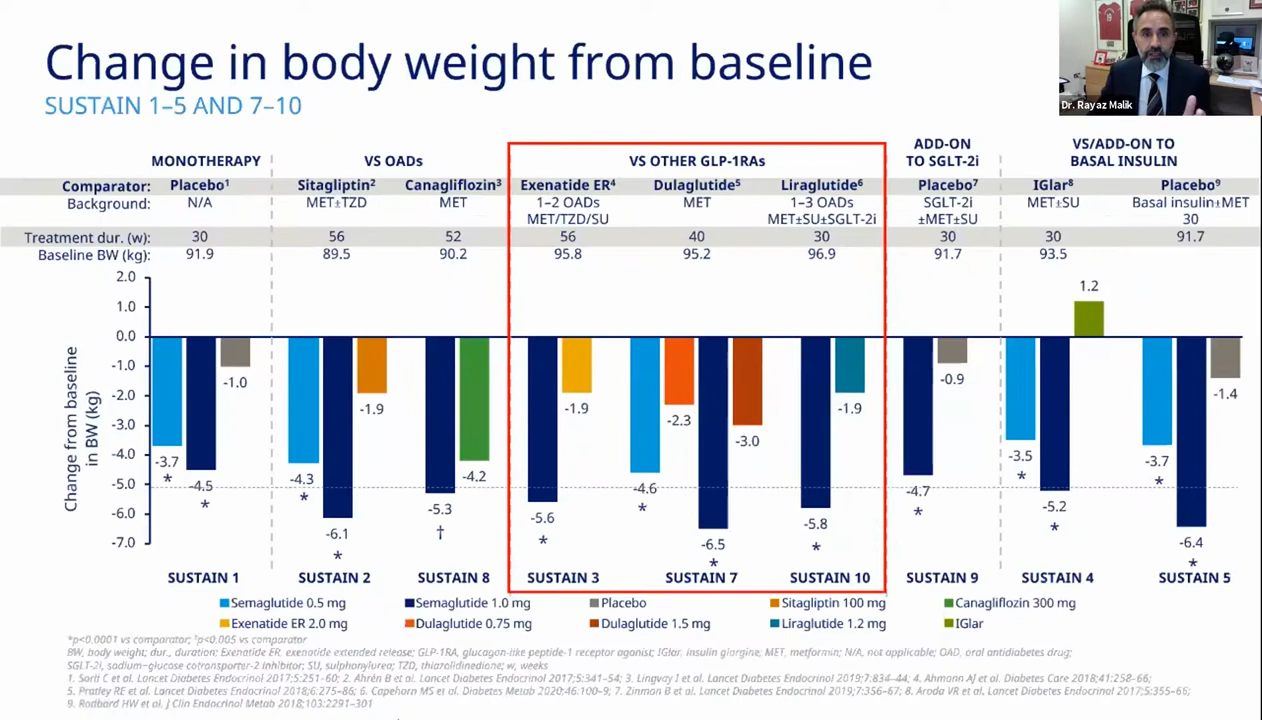 Change in body weight from baseline
SUSTAIN 1–5 AND 7–10
Dr. Rayaz Malik
MONOTHERAPY VS OADs VS OTHER GLP-1RAs ADD-ON TO SGLT-2i VS/ADD-ON TO BASAL INSULIN
Comparator: Placebo¹ Sitagliptin² Canagliflozin³ Exenatide ER⁴ Dulaglutide⁵ Liraglutide⁶ Placebo⁷ IGlar⁸ Placebo⁹
Background: N/A MET±TZD MET 1–2 OADs MET 1–3 OADs SGLT-2i MET±SU Basal insulin±MET
MET/TZD/SU MET±SU±SGLT-2i ±MET±SU 30
Treatment dur. (w): 30 56 52 56 40 30 30 30 91.7
Baseline BW (kg): 91.9 89.5 90.2 95.8 95.2 96.9 91.7 93.5
Change from baseline
in BW (kg)
2.0
1.0
0.0
-1.0
-2.0
-3.0
-4.0
-5.0
-6.0
-7.0
-3.7 * -4.5 * -1.0
-4.3 * -6.1 * -1.9
-5.3 † -4.2
-5.6 * -1.9
-4.6 * -2.3 -6.5 * -3.0
-5.8 * -1.9
-4.7 * -0.9
-3.5 * -5.2 * 1.2
-3.7 * -6.4 * -1.4
SUSTAIN 1 SUSTAIN 2 SUSTAIN 8 SUSTAIN 3 SUSTAIN 7 SUSTAIN 10 SUSTAIN 9 SUSTAIN 4 SUSTAIN 5
Semaglutide 0.5 mg Semaglutide 1.0 mg Placebo Sitagliptin 100 mg Canagliflozin 300 mg
Exenatide ER 2.0 mg Dulaglutide 0.75 mg Dulaglutide 1.5 mg Liraglutide 1.2 mg IGlar
*p<0.0001 vs comparator; †p<0.005 vs comparator
BW, body weight; dur., duration; Exenatide ER, exenatide extended release; GLP-1RA, glucagon-like peptide-1 receptor agonist; IGlar, insulin glargine; MET, metformin; N/A, not applicable; OAD, oral antidiabetes drug;
SGLT-2i, sodium–glucose cotransporter-2 inhibitor; SU, sulphonylurea; TZD, thiazolidinedione; w, weeks
1. Sorli C et al. Lancet Diabetes Endocrinol 2017;5:251–60; 2. Ahrén B et al. Lancet Diabetes Endocrinol 2017;5:341–54; 3. Lingvay I et al. Lancet Diabetes Endocrinol 2019;7:834–44; 4. Ahmann AJ et al. Diabetes Care 2018;41:258–66;
5. Pratley RE et al. Lancet Diabetes Endocrinol 2018;6:275–86; 6. Capehorn MS et al. Diabetes Metab 2020;46:100–9; 7. Zinman B et al. Lancet Diabetes Endocrinol 2019;7:356–67; 8. Aroda VR et al. Lancet Diabetes Endocrinol 2017;5:355–66;
9. Rodbard HW et al. J Clin Endocrinol Metab 2018;103:2291–301